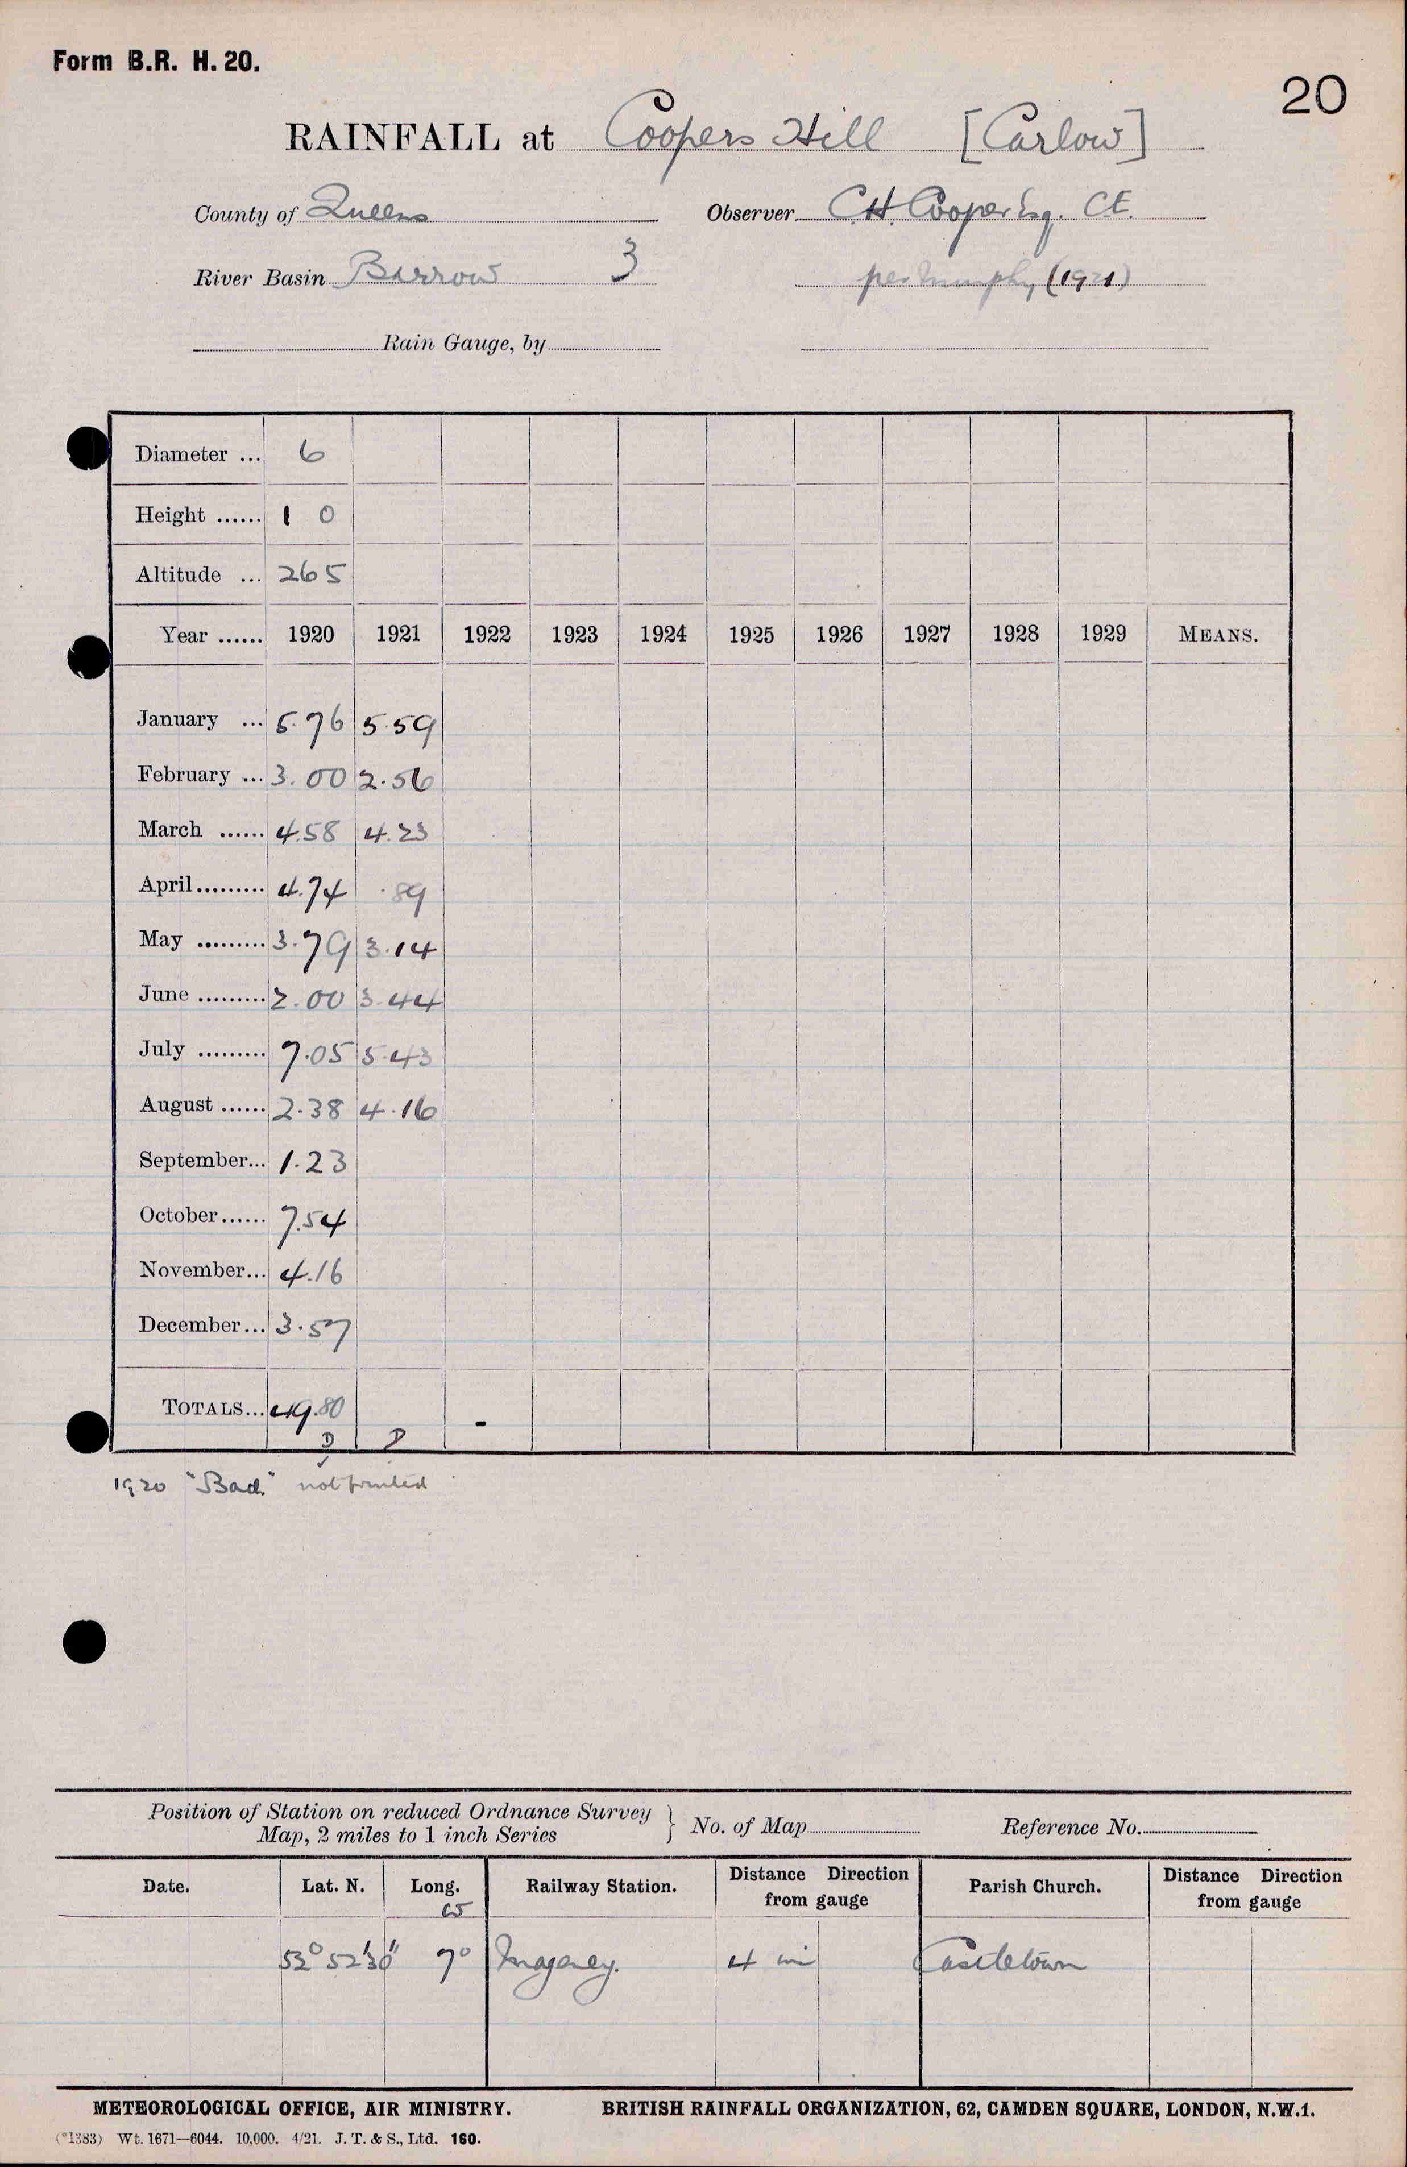 Form B.R. H. 20.
20
RAINFALL at Coopers Hill [Carlow]
County of Queens Observer C.H. Cooper Esq. C.E.
River Basin Barrow 3 per Murphy (1921)
Rain Gauge, by
Diameter ... 6
Height ...... 1 0
Altitude ... 265
Year ...... 1920 1921 1922 1923 1924 1925 1926 1927 1928 1929 MEANS.
January ... 5.76 5.59
February ... 3.00 2.56
March ...... 4.58 4.23
April......... 4.74 .89
May ......... 3.79 3.14
June ......... 2.00 3.44
July ......... 7.05 5.43
August ...... 2.38 4.16
September... 1.23
October...... 7.54
November... 4.16
December... 3.57
TOTALS... 49.80 -
D D
1920 "Bad." not printed
Position of Station on reduced Ordnance Survey
Map, 2 miles to 1 inch Series } No. of Map Reference No.
Date. Lat. N. Long. W Railway Station. Distance Direction from gauge Parish Church. Distance Direction from gauge
52° 52' 30" 7° Mageney. 4 mi Castletown
METEOROLOGICAL OFFICE, AIR MINISTRY. BRITISH RAINFALL ORGANIZATION, 62, CAMDEN SQUARE, LONDON, N.W.1.
(*1383) Wt. 1671—6044. 10,000. 4/21. J. T. & S., Ltd. 160.